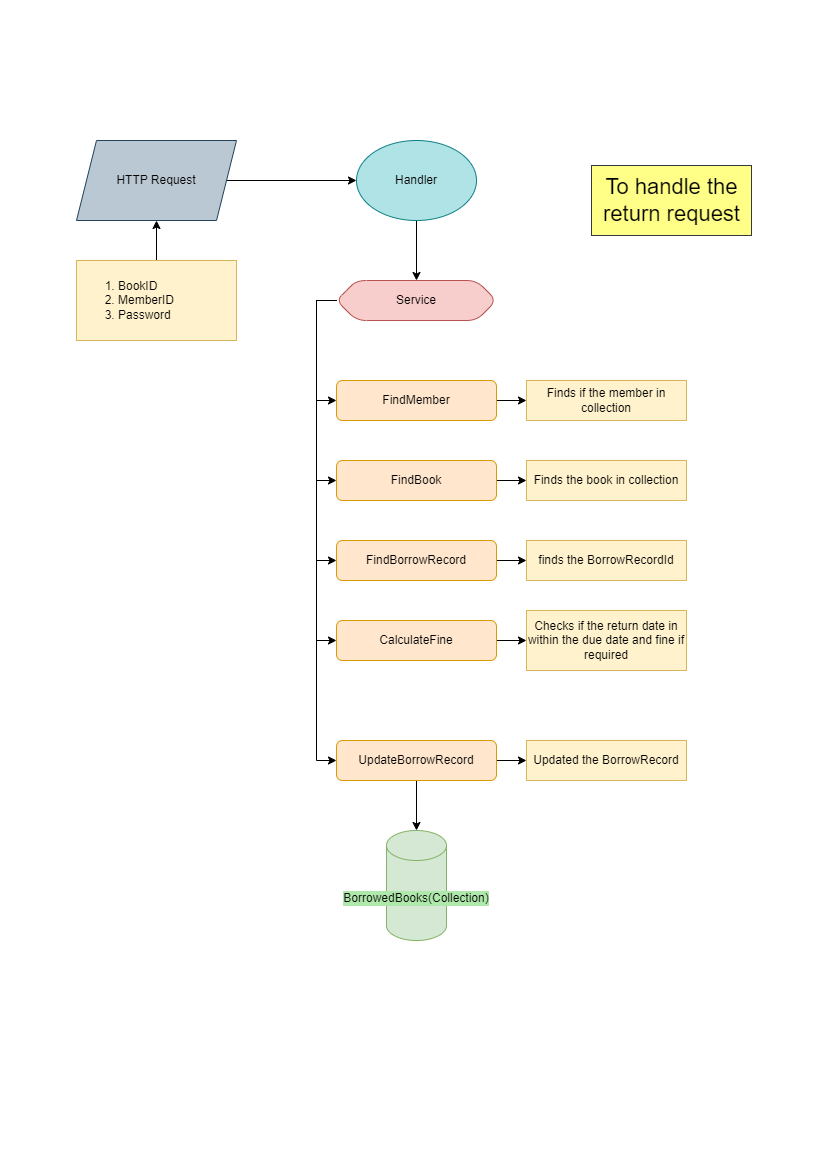 HTTP Request
Handler
To handle the
return request
1. BookID
2. MemberID
3. Password
Service
FindMember
Finds if the member in
collection
FindBook
Finds the book in collection
FindBorrowRecord
finds the BorrowRecordId
CalculateFine
Checks if the return date in
within the due date and fine if
required
UpdateBorrowRecord
Updated the BorrowRecord
BorrowedBooks(Collection)